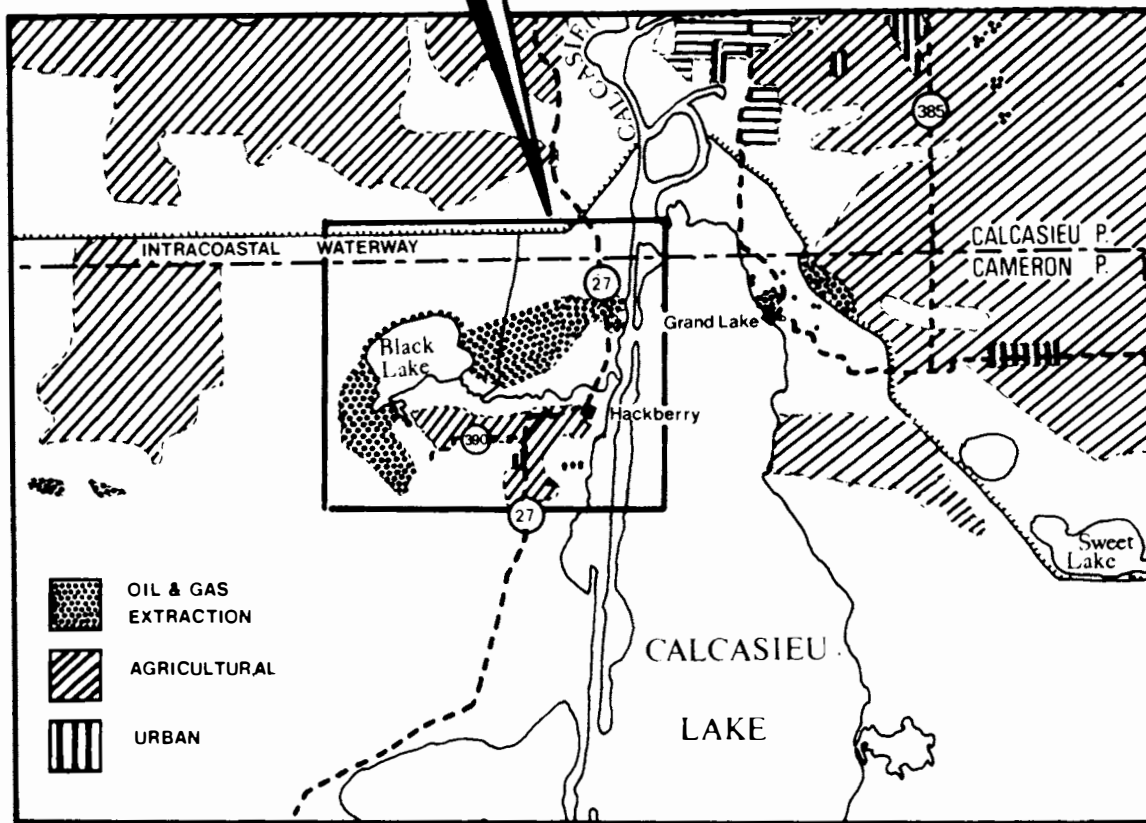 CALCASIE
385
INTRACOASTAL WATERWAY
CALCASIEU P.
CAMERON P.
27
Grand Lake
Black
Lake
Hackberry
390
27
Sweet
Lake
OIL & GAS
EXTRACTION
AGRICULTURAL
URBAN
CALCASIEU
LAKE